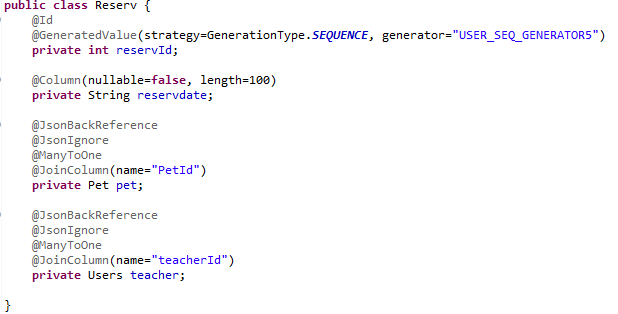 public class Reserv {
@Id
@GeneratedValue(strategy=GenerationType.SEQUENCE, generator="USER_SEQ_GENERATOR5")
private int reservId;
@Column(nullable=false, length=100)
private String reservdate;
@JsonBackReference
@JsonIgnore
@ManyToOne
@JoinColumn(name="PetId")
private Pet pet;
@JsonBackReference
@JsonIgnore
@ManyToOne
@JoinColumn(name="teacherId")
private Users teacher;
}